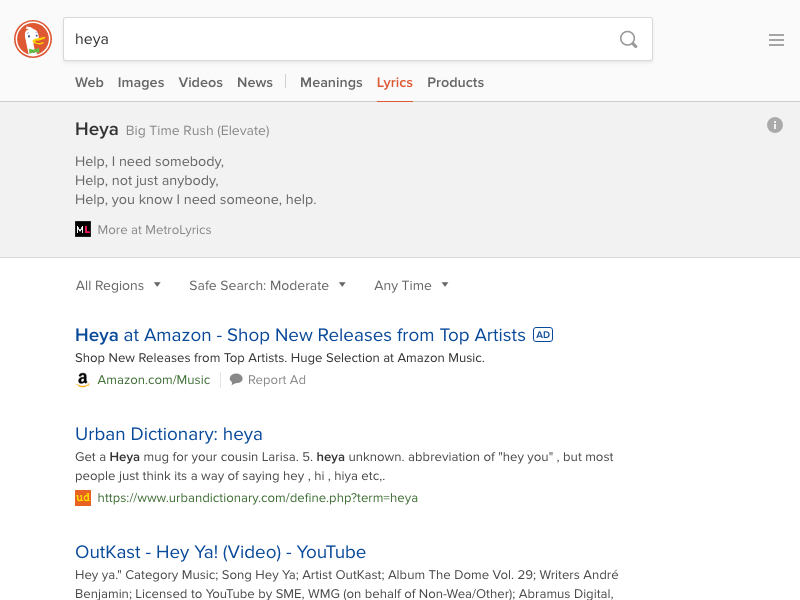 heya
Web Images Videos News Meanings Lyrics Products
Heya Big Time Rush (Elevate)
Help, I need somebody,
Help, not just anybody,
Help, you know I need someone, help.
ML More at MetroLyrics
All Regions Safe Search: Moderate Any Time
Heya at Amazon - Shop New Releases from Top Artists AD
Shop New Releases from Top Artists. Huge Selection at Amazon Music.
a Amazon.com/Music Report Ad
Urban Dictionary: heya
Get a Heya mug for your cousin Larisa. 5. heya unknown. abbreviation of "hey you" , but most
people just think its a way of saying hey , hi , hiya etc,.
ud https://www.urbandictionary.com/define.php?term=heya
OutKast - Hey Ya! (Video) - YouTube
Hey ya." Category Music; Song Hey Ya; Artist OutKast; Album The Dome Vol. 29; Writers André
Benjamin; Licensed to YouTube by SME, WMG (on behalf of Non-Wea/Other); Abramus Digital,